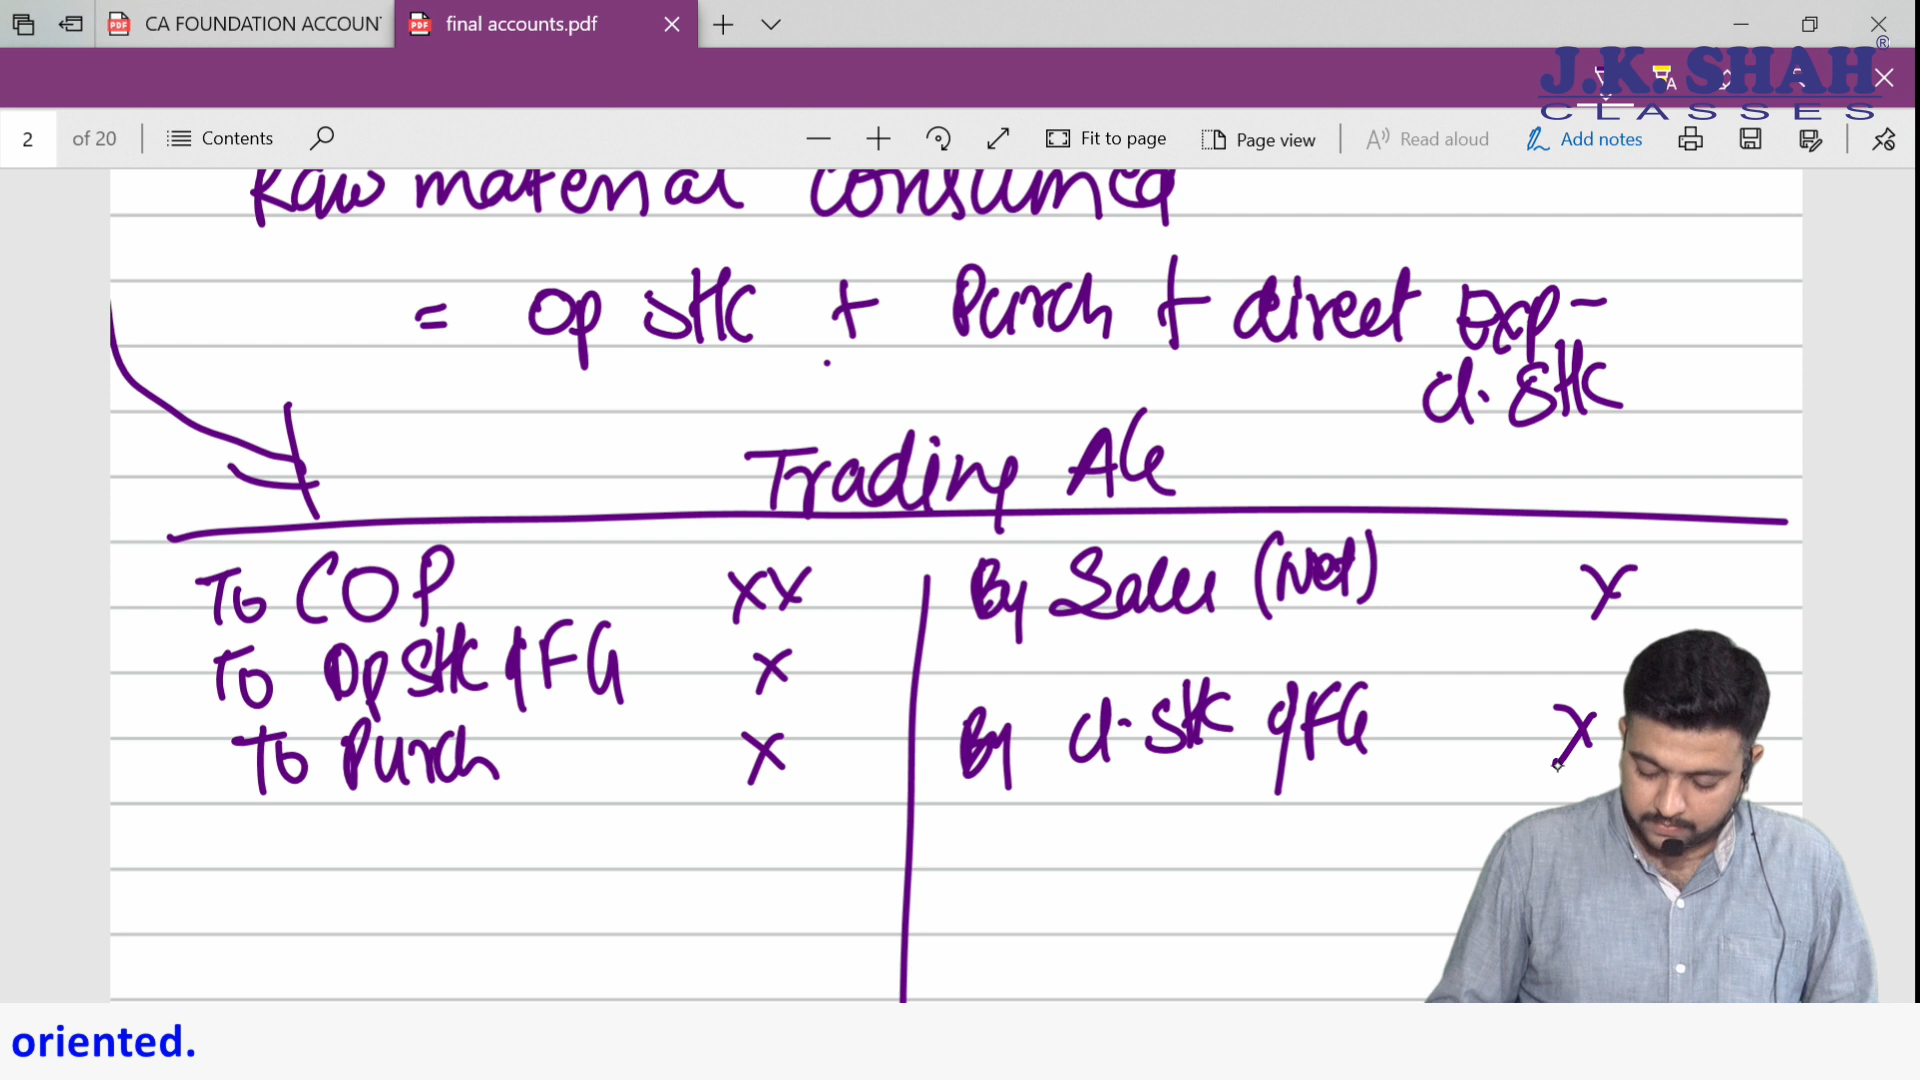 CA FOUNDATION ACCOUN
final accounts.pdf
J.K. SHAH®
CLASSES
2 of 20 Contents Fit to page Page view Read aloud Add notes
Raw material consumed
= Op Stk + Purch + direct Exp -
cl. Stk
Trading A/c
To COP XX By Sales (Net) X
To Op Stk of FG X
By cl. Stk of FG X
To Purch X
oriented.